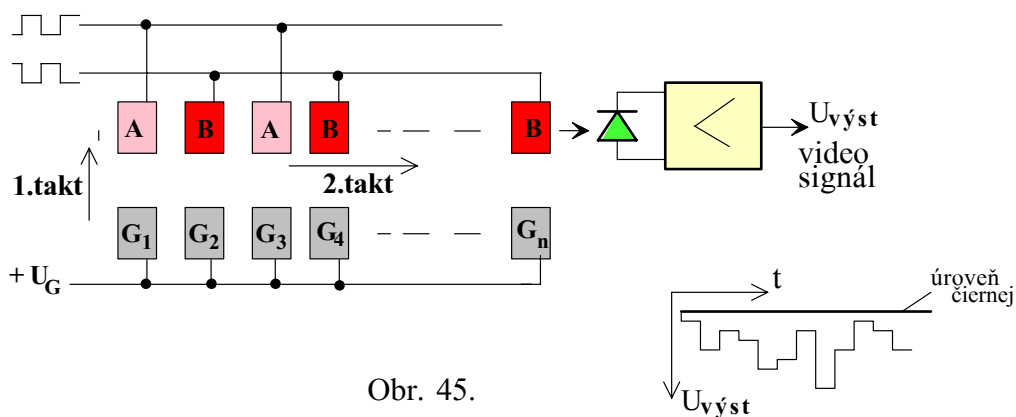 A B A B B
U výst
video
signál
1.takt
2.takt
G1 G2 G3 G4 Gn
+ UG
t
úroveň
čiernej
U výst
Obr. 45.